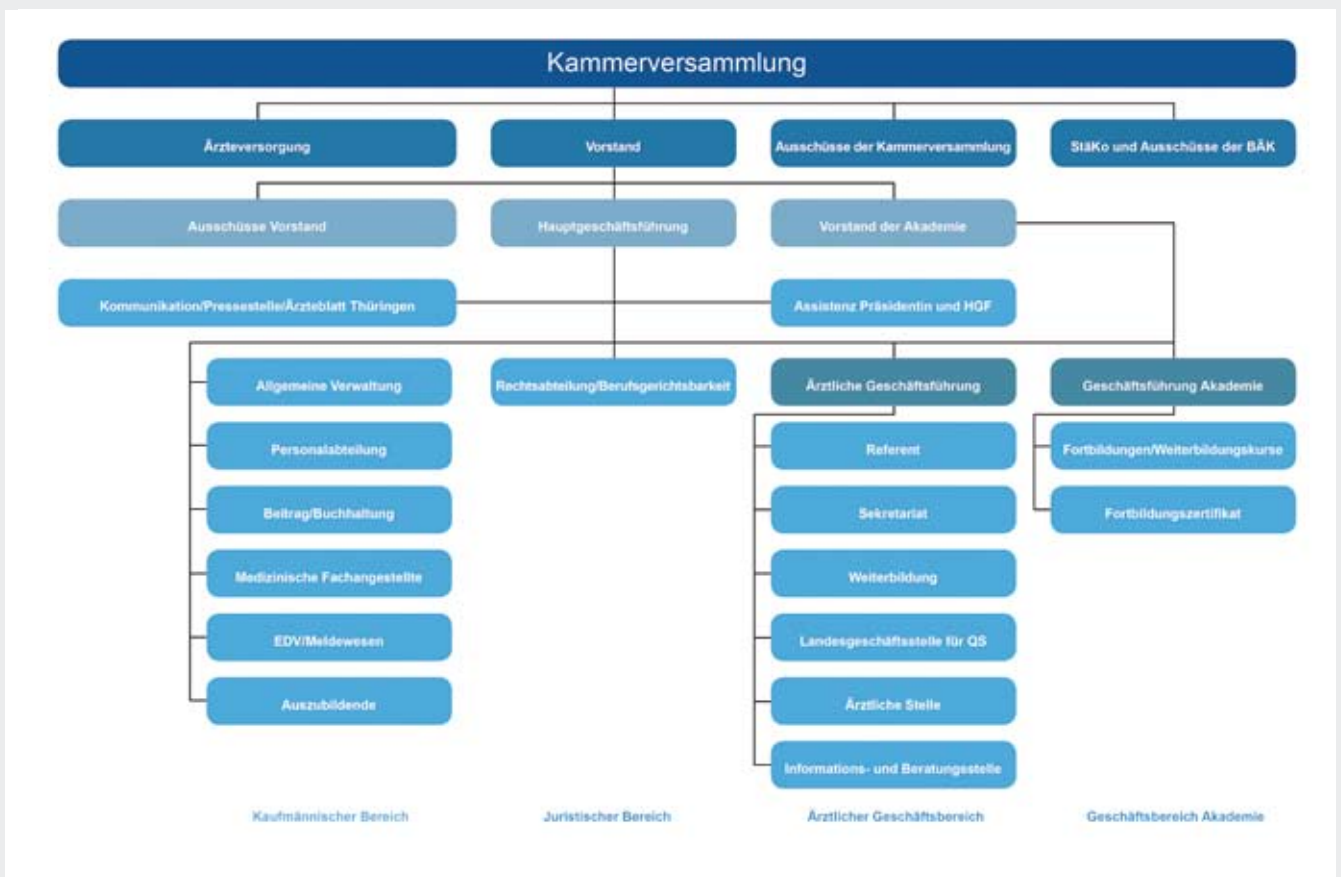 Kammerversammlung
Ärzteversorgung
Vorstand
Ausschüsse der Kammerversammlung
StäKo und Ausschüsse der BÄK
Ausschüsse Vorstand
Hauptgeschäftsführung
Vorstand der Akademie
Kommunikation/Pressestelle/Ärzteblatt Thüringen
Assistenz Präsidentin und HGF
Allgemeine Verwaltung
Rechtsabteilung/Berufsgerichtsbarkeit
Ärztliche Geschäftsführung
Geschäftsführung Akademie
Personalabteilung
Referent
Fortbildungen/Weiterbildungskurse
Beitrag/Buchhaltung
Sekretariat
Fortbildungszertifikat
Medizinische Fachangestellte
Weiterbildung
EDV/Meldewesen
Landesgeschäftsstelle für QS
Auszubildende
Ärztliche Stelle
Informations- und Beratungsstelle
Kaufmännischer Bereich
Juristischer Bereich
Ärztlicher Geschäftsbereich
Geschäftsbereich Akademie